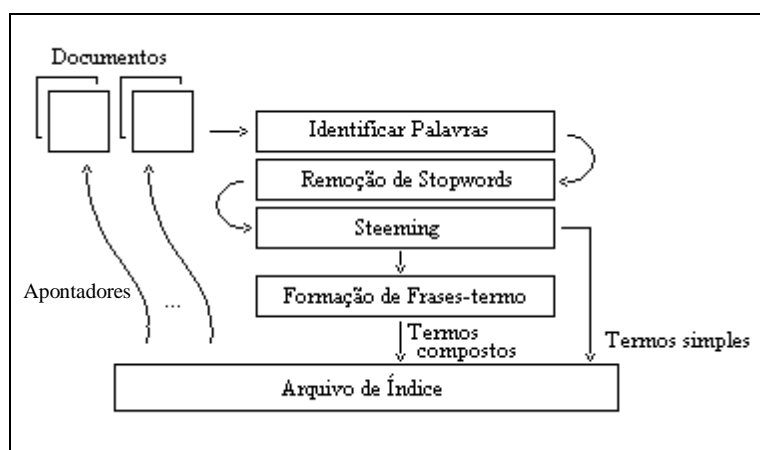 Documentos
Identificar Palavras
Remoção de Stopwords
Steeming
Apontadores
...
Formação de Frases-termo
Termos
compostos
Termos simples
Arquivo de Índice